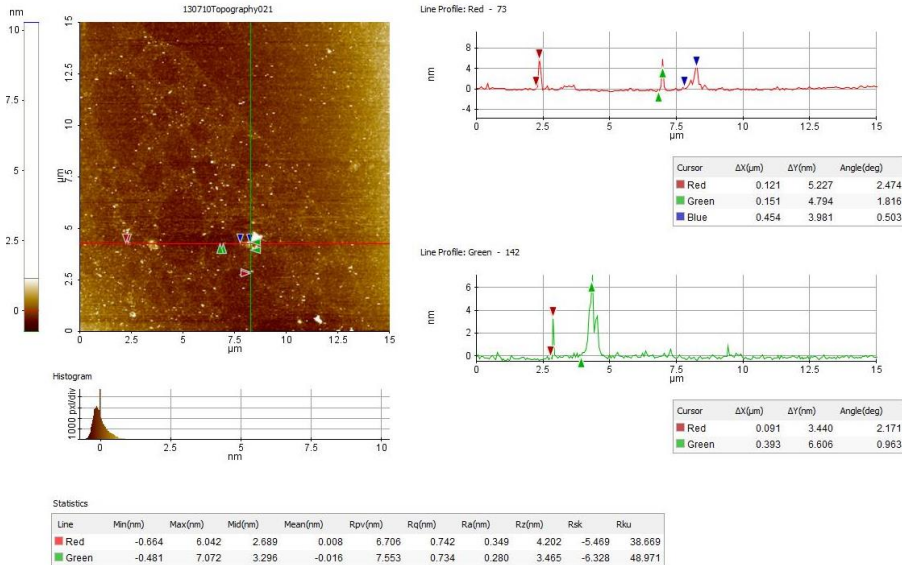 130710Topography021
nm
10
7.5
5
2.5
0
15
12.5
10
7.5
5
2.5
0
µm
0 2.5 5 7.5 10 12.5 15
µm
Line Profile: Red - 73
nm
8
4
0
-4
0 2.5 5 7.5 10 12.5 15
µm
Cursor ΔX(µm) ΔY(nm) Angle(deg)
Red 0.121 5.227 2.474
Green 0.151 4.794 1.816
Blue 0.454 3.981 0.503
Line Profile: Green - 142
nm
6
4
2
0
0 2.5 5 7.5 10 12.5 15
µm
Cursor ΔX(µm) ΔY(nm) Angle(deg)
Red 0.091 3.440 2.171
Green 0.393 6.606 0.963
Histogram
1000 pxl/div
0 2.5 5 7.5 10
nm
Statistics
Line Min(nm) Max(nm) Mid(nm) Mean(nm) Rpv(nm) Rq(nm) Ra(nm) Rz(nm) Rsk Rku
Red -0.664 6.042 2.689 0.008 6.706 0.742 0.349 4.202 -5.469 38.669
Green -0.481 7.072 3.296 -0.016 7.553 0.734 0.280 3.465 -6.328 48.971